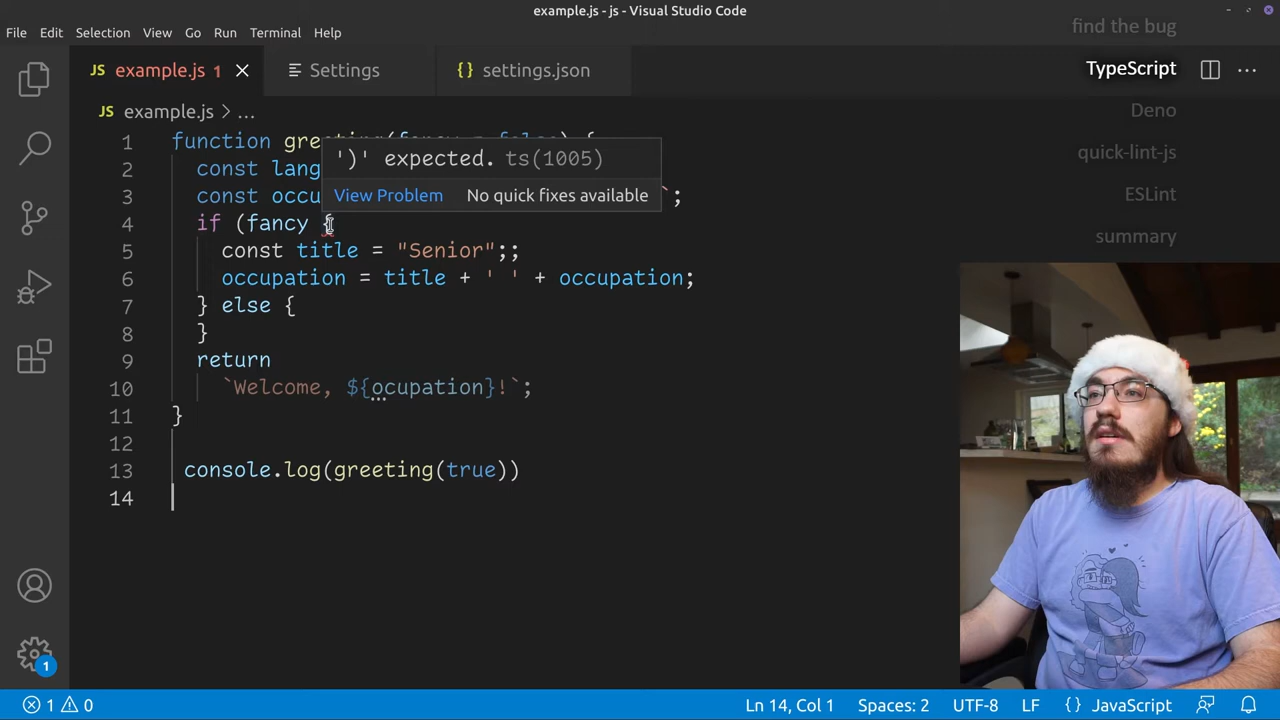 example.js - js - Visual Studio Code
File Edit Selection View Go Run Terminal Help
find the bug
TypeScript
Deno
quick-lint-js
ESLint
summary
JS example.js 1 Settings {} settings.json
JS example.js > ...
1 function greeting(fancy = false) {
2 const lang
3 const occu `;
4 if (fancy {
')' expected. ts(1005)
View Problem No quick fixes available
5 const title = "Senior";;
6 occupation = title + ' ' + occupation;
7 } else {
8 }
9 return
10 `Welcome, ${ocupation}!`;
11 }
12
13 console.log(greeting(true))
14
1
1 0 Ln 14, Col 1 Spaces: 2 UTF-8 LF {} JavaScript